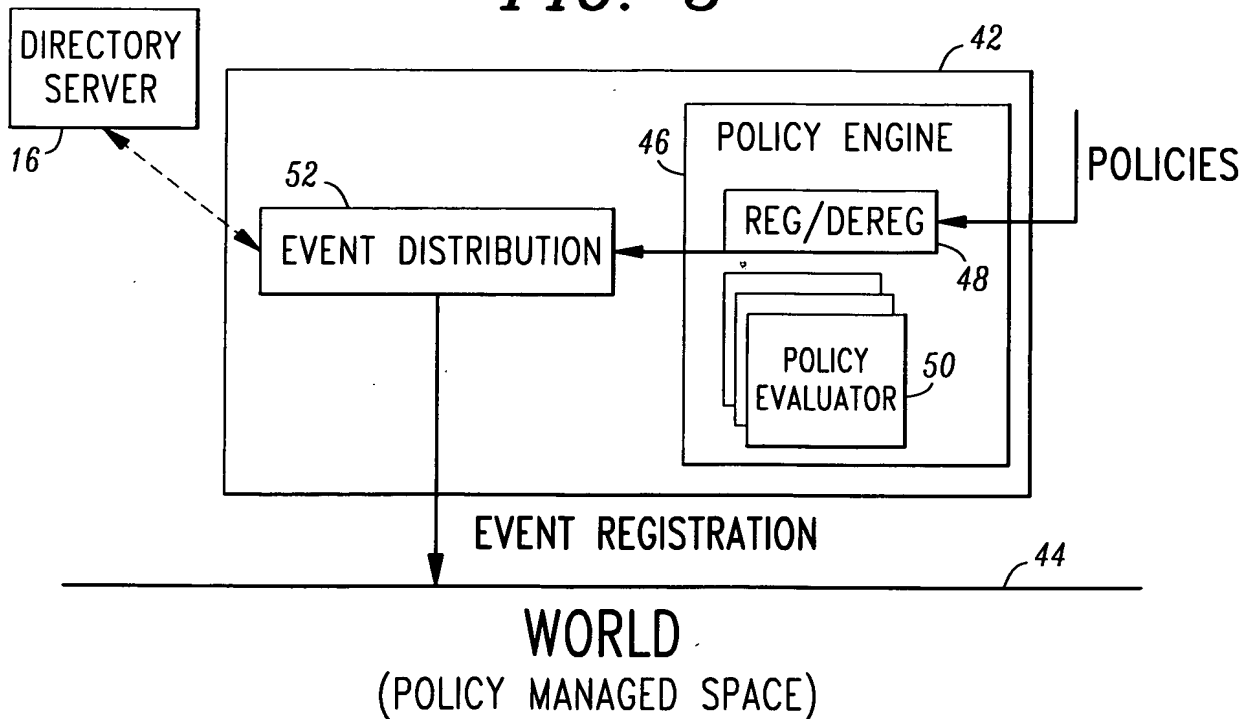 DIRECTORY
SERVER
16
42
52
EVENT DISTRIBUTION
46
POLICY ENGINE
REG/DEREG
48
POLICIES
POLICY
EVALUATOR
50
EVENT REGISTRATION
44
WORLD
(POLICY MANAGED SPACE)